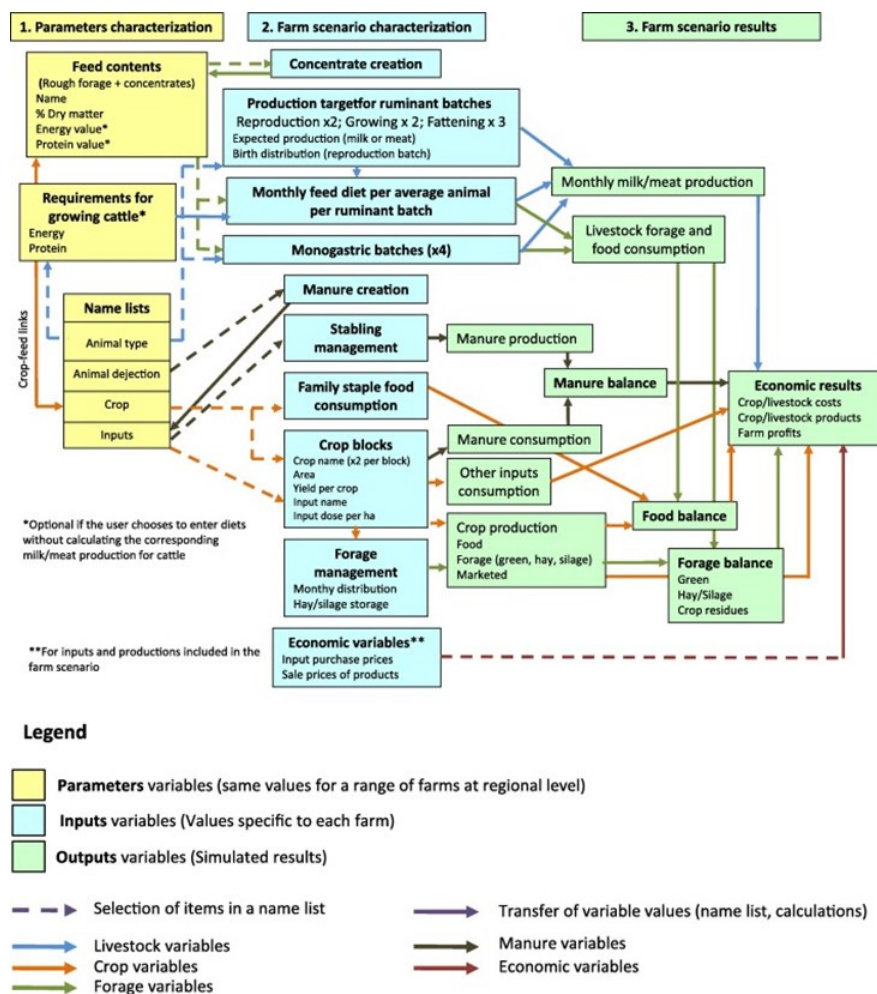 1. Parameters characterization
2. Farm scenario characterization
3. Farm scenario results
Feed contents
(Rough forage + concentrates)
Name
% Dry matter
Energy value*
Protein value*
Concentrate creation
Production targetfor ruminant batches
Reproduction x2; Growing x 2; Fattening x 3
Expected production (milk or meat)
Birth distribution (reproduction batch)
Monthly milk/meat production
Requirements for
growing cattle*
Energy
Protein
Monthly feed diet per average animal
per ruminant batch
Livestock forage and
food consumption
Monogastric batches (x4)
Crop-feed links
Name lists
Animal type
Animal dejection
Crop
Inputs
Manure creation
Stabling
management
Manure production
Manure balance
Economic results
Crop/livestock costs
Crop/livestock products
Farm profits
Family staple food
consumption
Manure consumption
Crop blocks
Crop name (x2 per block)
Area
Yield per crop
Input name
Input dose per ha
Other inputs
consumption
Food balance
Crop production
Food
Forage (green, hay, silage)
Marketed
Forage balance
Green
Hay/Silage
Crop residues
Forage
management
Monthy distribution
Hay/silage storage
*Optional if the user chooses to enter diets
without calculating the corresponding
milk/meat production for cattle
**For inputs and productions included in the
farm scenario
Economic variables**
Input purchase prices
Sale prices of products
Legend
Parameters variables (same values for a range of farms at regional level)
Inputs variables (Values specific to each farm)
Outputs variables (Simulated results)
Selection of items in a name list
Transfer of variable values (name list, calculations)
Livestock variables
Manure variables
Crop variables
Economic variables
Forage variables